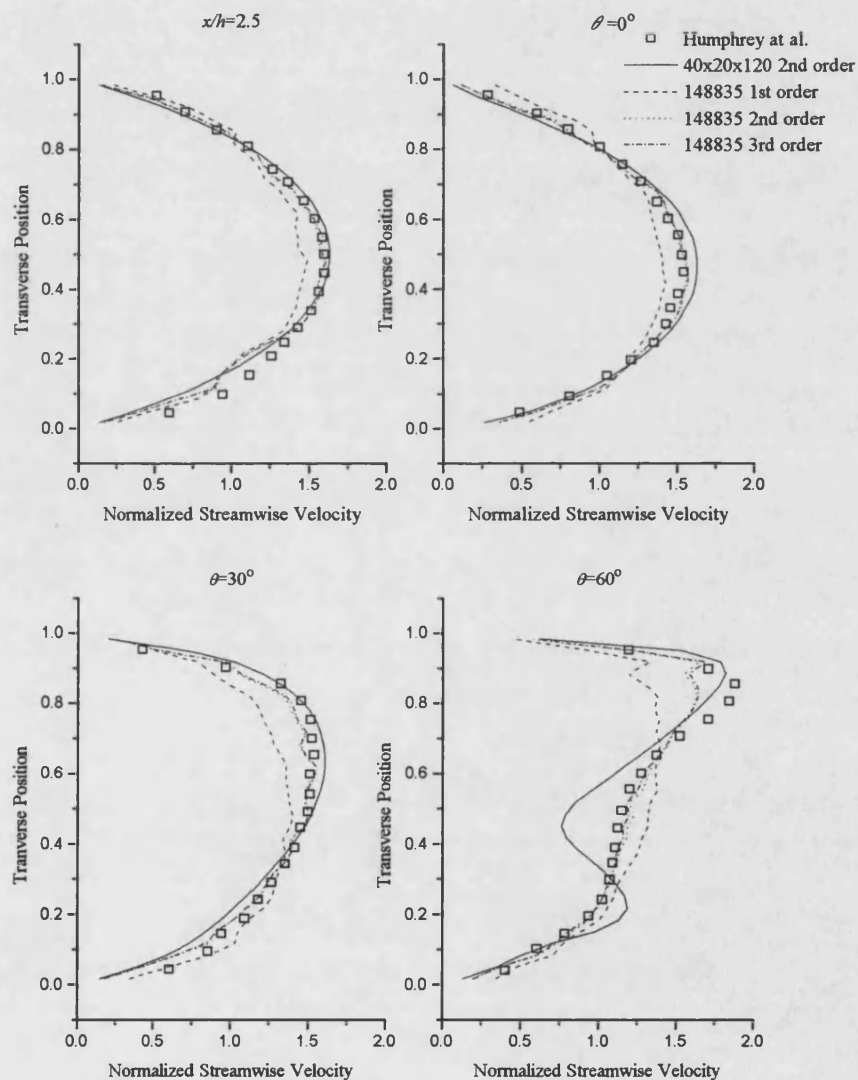 x/h=2.5
θ=0°
Humphrey at al.
40x20x120 2nd order
148835 1st order
148835 2nd order
148835 3rd order
Transverse Position
1.0
0.8
0.6
0.4
0.2
0.0
0.5
1.0
1.5
2.0
Normalized Streamwise Velocity
Transverse Position
1.0
0.8
0.6
0.4
0.2
0.0
0.0
0.5
1.0
1.5
2.0
Normalized Streamwise Velocity
θ=30°
θ=60°
Tranverse Position
1.0
0.8
0.6
0.4
0.2
0.0
0.0
0.5
1.0
1.5
2.0
Normalized Streamwise Velocity
Tranverse Position
1.0
0.8
0.6
0.4
0.2
0.0
0.0
0.5
1.0
1.5
2.0
Normalized Streamwise Velocity